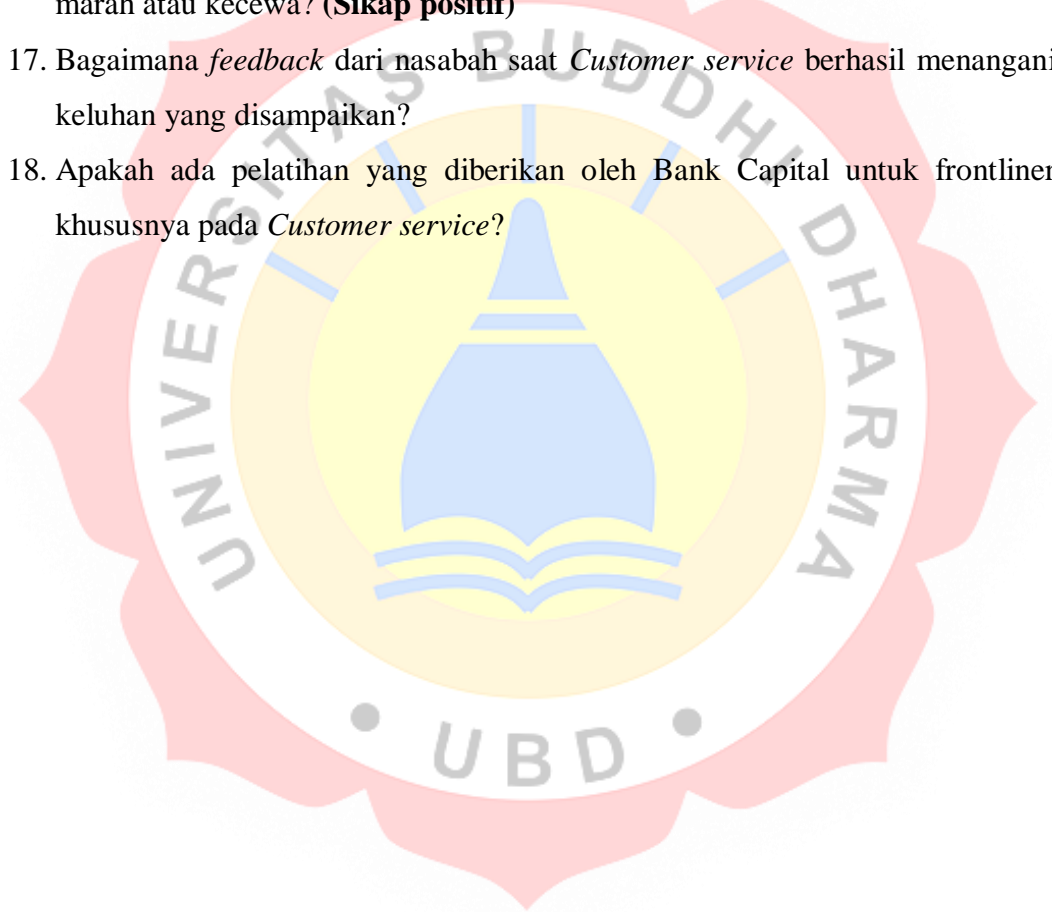 marah atau kecewa? (Sikap positif)
17. Bagaimana feedback dari nasabah saat Customer service berhasil menangani
keluhan yang disampaikan?
18. Apakah ada pelatihan yang diberikan oleh Bank Capital untuk frontliner
khususnya pada Customer service?
UNIVERSITAS BUDDHI DHARMA
• UBD •